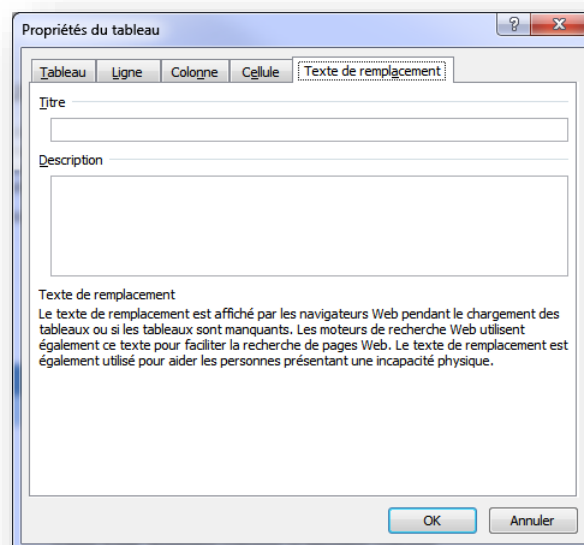 Propriétés du tableau
Tableau Ligne Colonne Cellule Texte de remplacement
Titre
Description
Texte de remplacement
Le texte de remplacement est affiché par les navigateurs Web pendant le chargement des
tableaux ou si les tableaux sont manquants. Les moteurs de recherche Web utilisent
également ce texte pour faciliter la recherche de pages Web. Le texte de remplacement est
également utilisé pour aider les personnes présentant une incapacité physique.
OK Annuler